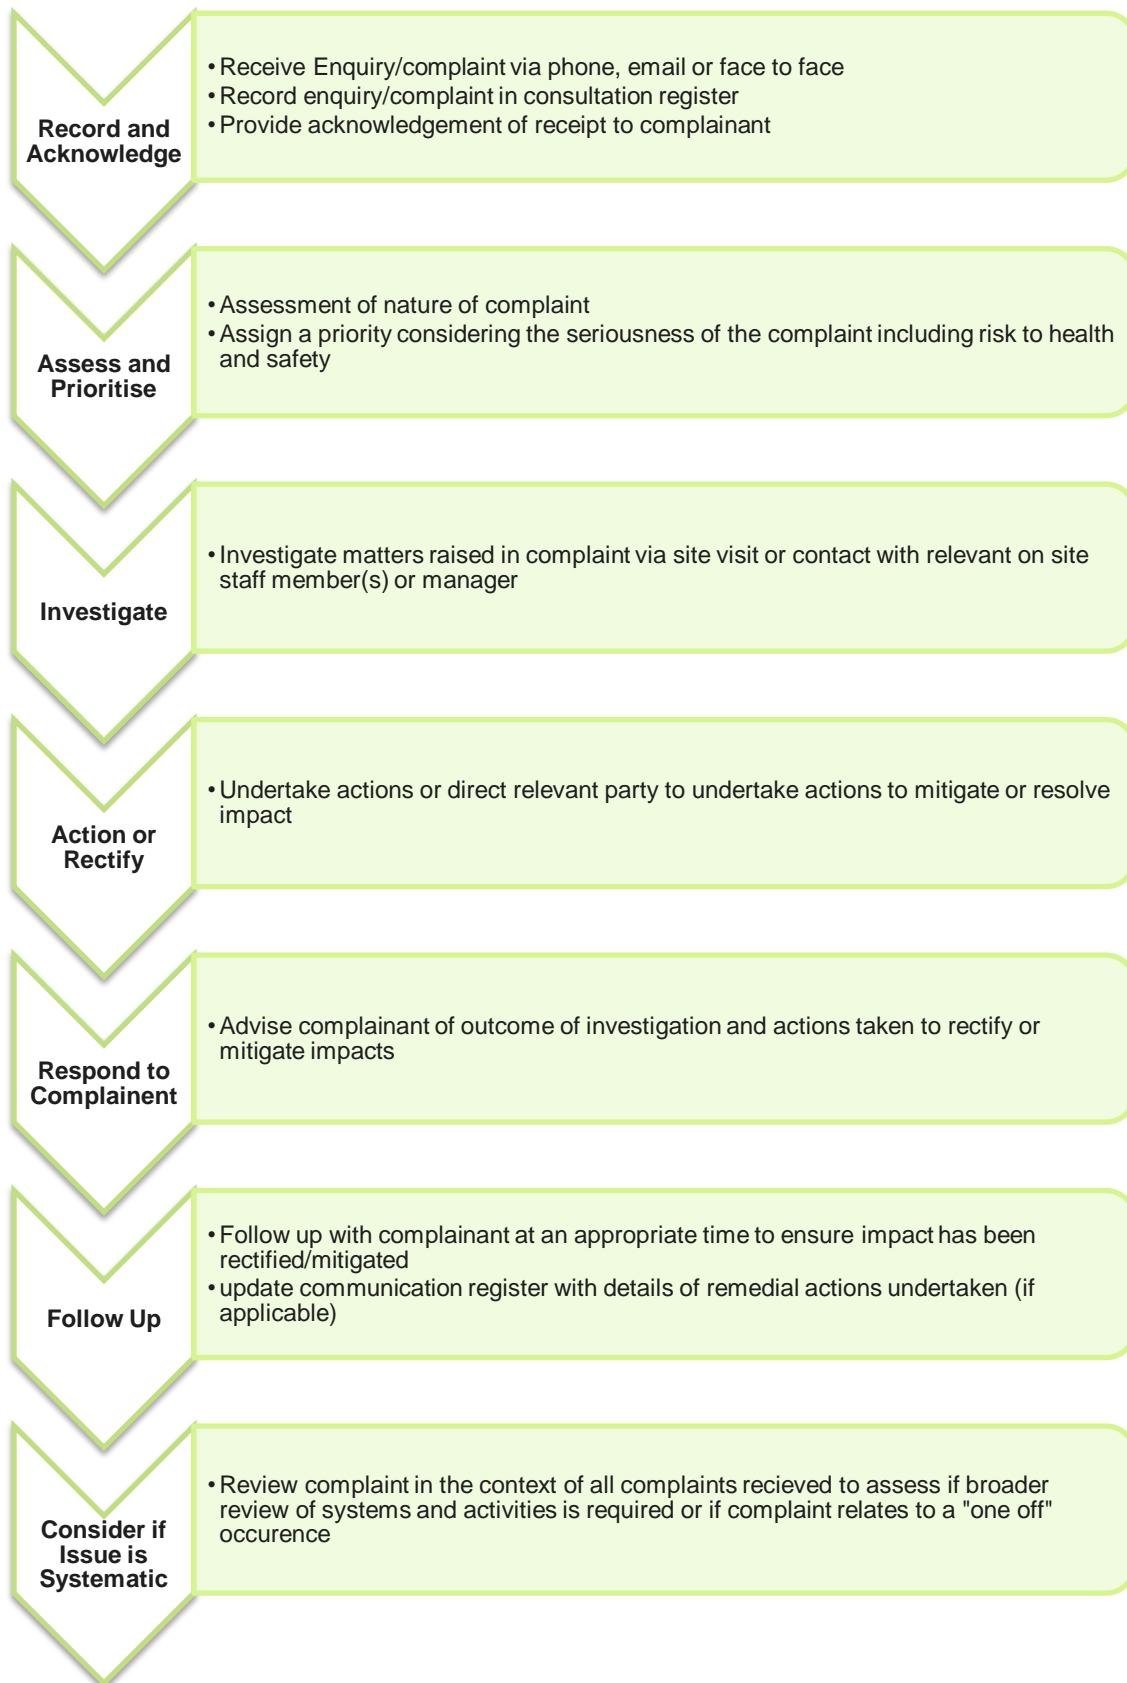 Record and
Acknowledge
• Receive Enquiry/complaint via phone, email or face to face
• Record enquiry/complaint in consultation register
• Provide acknowledgement of receipt to complainant
Assess and
Prioritise
• Assessment of nature of complaint
• Assign a priority considering the seriousness of the complaint including risk to health
and safety
Investigate
• Investigate matters raised in complaint via site visit or contact with relevant on site
staff member(s) or manager
Action or
Rectify
• Undertake actions or direct relevant party to undertake actions to mitigate or resolve
impact
Respond to
Complainent
• Advise complainant of outcome of investigation and actions taken to rectify or
mitigate impacts
Follow Up
• Follow up with complainant at an appropriate time to ensure impact has been
rectified/mitigated
• update communication register with details of remedial actions undertaken (if
applicable)
Consider if
Issue is
Systematic
• Review complaint in the context of all complaints recieved to assess if broader
review of systems and activities is required or if complaint relates to a "one off"
occurence